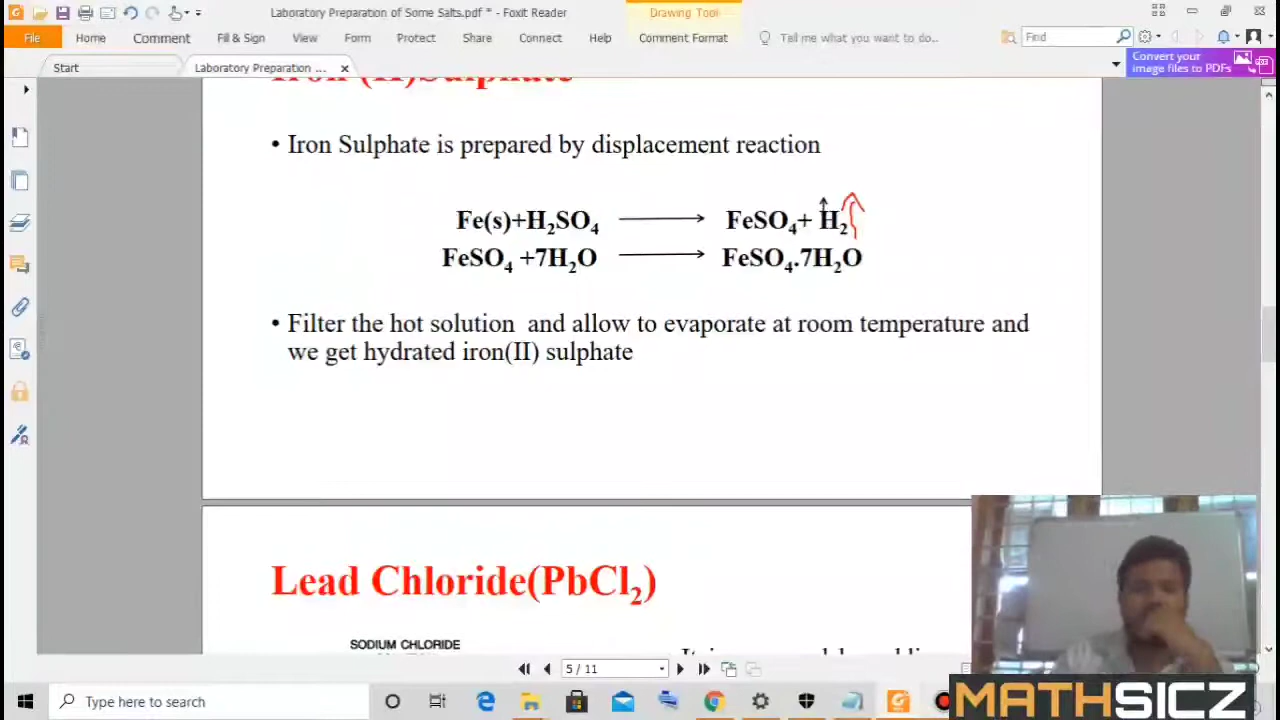 Laboratory Preparation of Some Salts.pdf * - Foxit Reader
Drawing Tool
File Home Comment Fill & Sign View Form Protect Share Connect Help Comment Format Tell me what you want to do.. Find
Start Laboratory Preparation ... Convert your image files to PDFs
Iron (II)Sulphate
• Iron Sulphate is prepared by displacement reaction
Fe(s)+H₂SO₄ ⟶ FeSO₄+ H₂↑
FeSO₄ +7H₂O ⟶ FeSO₄.7H₂O
• Filter the hot solution and allow to evaporate at room temperature and
we get hydrated iron(II) sulphate
Lead Chloride(PbCl₂)
SODIUM CHLORIDE
5 / 11
Type here to search
MATHSICZ